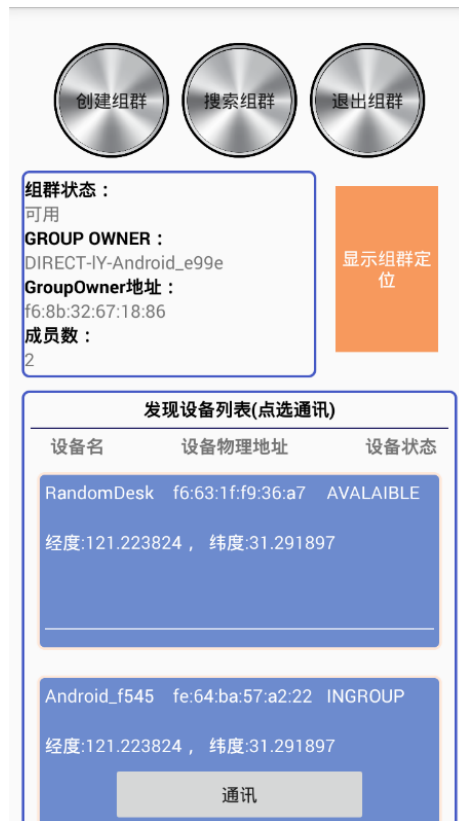 创建组群 搜索组群 退出组群
组群状态：
可用
GROUP OWNER：
DIRECT-lY-Android_e99e
GroupOwner地址：
f6:8b:32:67:18:86
成员数：
2
显示组群定
位
发现设备列表(点选通讯)
设备名 设备物理地址 设备状态
RandomDesk f6:63:1f:f9:36:a7 AVALAIBLE
经度:121.223824， 纬度:31.291897
Android_f545 fe:64:ba:57:a2:22 INGROUP
经度:121.223824， 纬度:31.291897
通讯